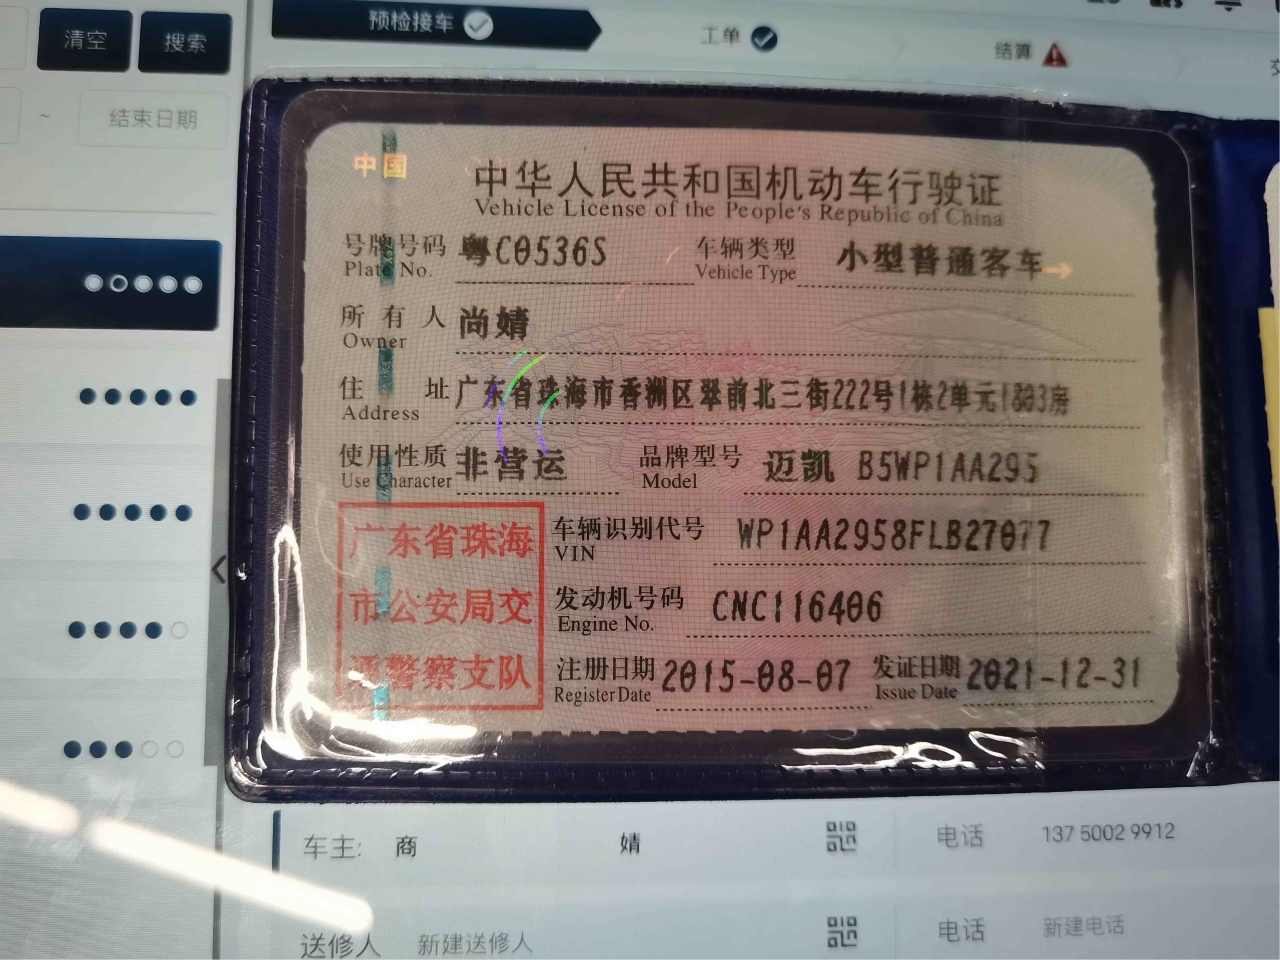 预检接车
工单
结算
清空
搜索
~
结束日期
中国
中华人民共和国机动车行驶证
Vehicle License of the People's Republic of China
号牌号码 粤C0536S 车辆类型 小型普通客车
Plate No. Vehicle Type
所有人 尚婧
Owner
住址 广东省珠海市香洲区翠前北三街222号1栋2单元1803房
Address
使用性质 非营运 品牌型号 迈凯 B5WP1AA295
Use Character Model
广东省珠海
市公安局交
通警察支队
车辆识别代号 WP1AA2958FLB27077
VIN
发动机号码 CNC116406
Engine No.
注册日期 2015-08-07 发证日期 2021-12-31
Register Date Issue Date
车主: 商 婧 电话 137 5000 2 9912
送修人 新建送修人 电话 新建电话